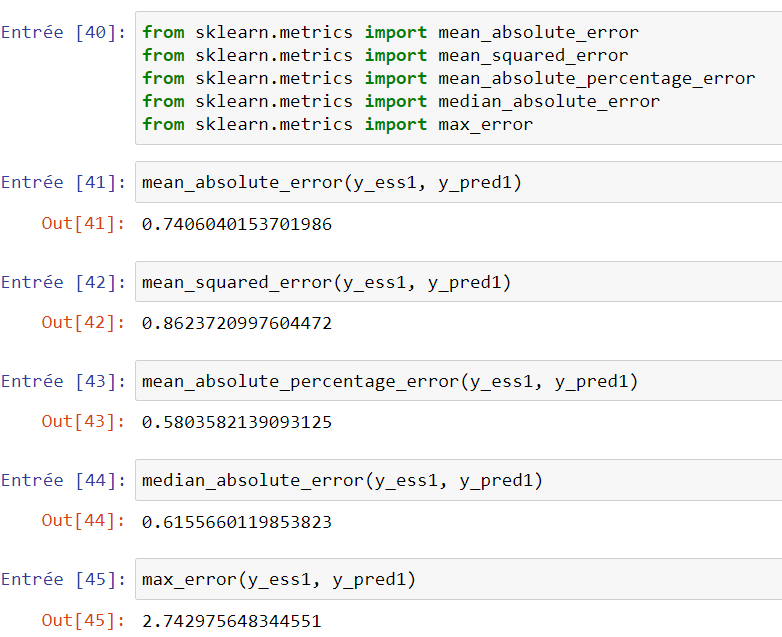 Entrée [40]: from sklearn.metrics import mean_absolute_error
from sklearn.metrics import mean_squared_error
from sklearn.metrics import mean_absolute_percentage_error
from sklearn.metrics import median_absolute_error
from sklearn.metrics import max_error
Entrée [41]: mean_absolute_error(y_ess1, y_pred1)
Out[41]: 0.7406040153701986
Entrée [42]: mean_squared_error(y_ess1, y_pred1)
Out[42]: 0.8623720997604472
Entrée [43]: mean_absolute_percentage_error(y_ess1, y_pred1)
Out[43]: 0.5803582139093125
Entrée [44]: median_absolute_error(y_ess1, y_pred1)
Out[44]: 0.6155660119853823
Entrée [45]: max_error(y_ess1, y_pred1)
Out[45]: 2.742975648344551